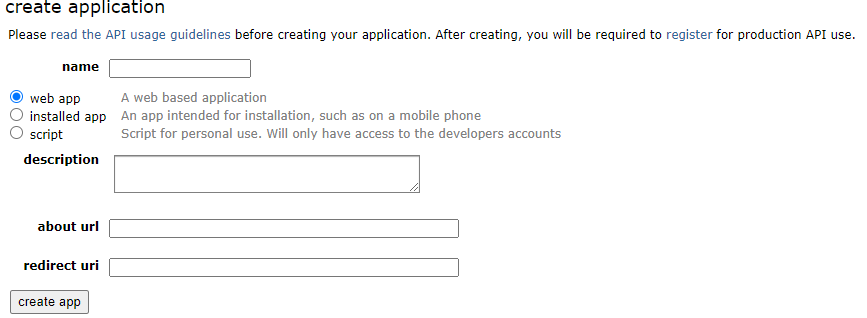 create application
Please read the API usage guidelines before creating your application. After creating, you will be required to register for production API use.
name
web app A web based application
installed app An app intended for installation, such as on a mobile phone
script Script for personal use. Will only have access to the developers accounts
description
about url
redirect uri
create app